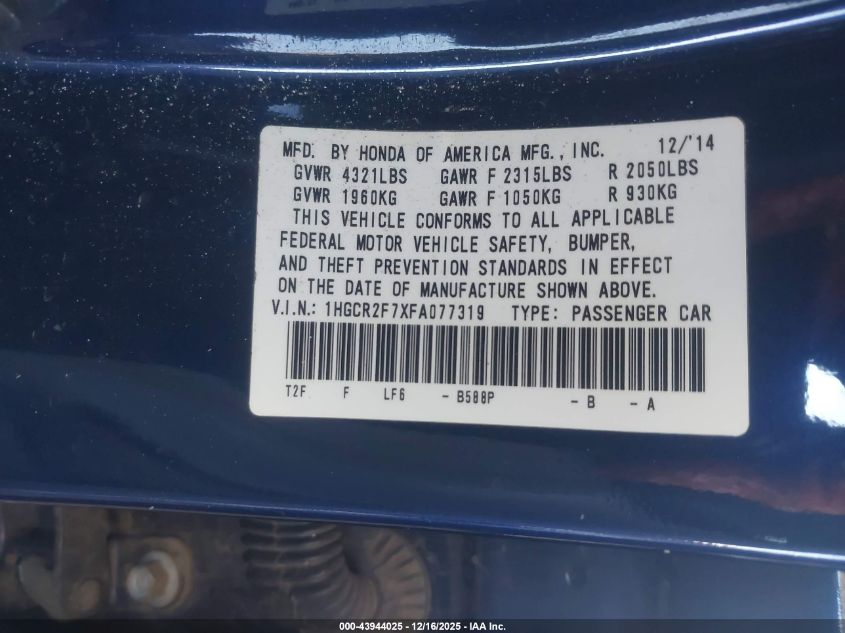 MFD. BY HONDA OF AMERICA MFG., INC. 12/'14
GVWR 4321LBS GAWR F 2315LBS R 2050LBS
GVWR 1960KG GAWR F 1050KG R 930KG
THIS VEHICLE CONFORMS TO ALL APPLICABLE
FEDERAL MOTOR VEHICLE SAFETY, BUMPER,
AND THEFT PREVENTION STANDARDS IN EFFECT
ON THE DATE OF MANUFACTURE SHOWN ABOVE.
V.I.N.: 1HGCR2F7XFA077319 TYPE: PASSENGER CAR
T2F F LF6 - B588P - B - A
000-43944025 - 12/16/2025 - IAA Inc.